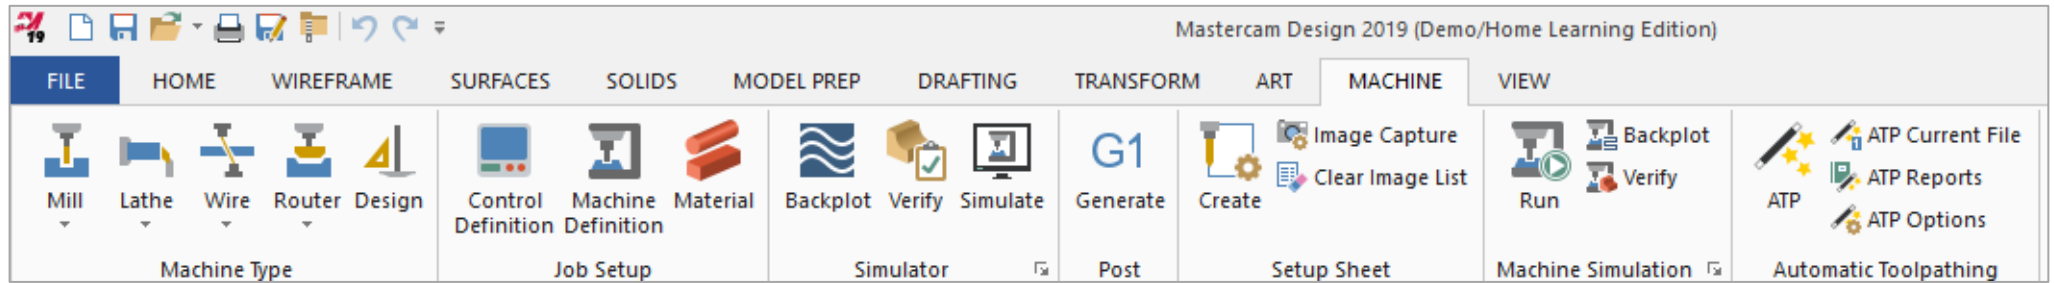 19
Mastercam Design 2019 (Demo/Home Learning Edition)
FILE HOME WIREFRAME SURFACES SOLIDS MODEL PREP DRAFTING TRANSFORM ART MACHINE VIEW
Mill Lathe Wire Router Design
Machine Type
Control Definition
Machine Definition
Material
Job Setup
Backplot Verify Simulate
Simulator
G1
Generate
Post
Create
Image Capture
Clear Image List
Setup Sheet
Run
Backplot
Verify
Machine Simulation
ATP
1
ATP Current File
ATP Reports
ATP Options
Automatic Toolpathing